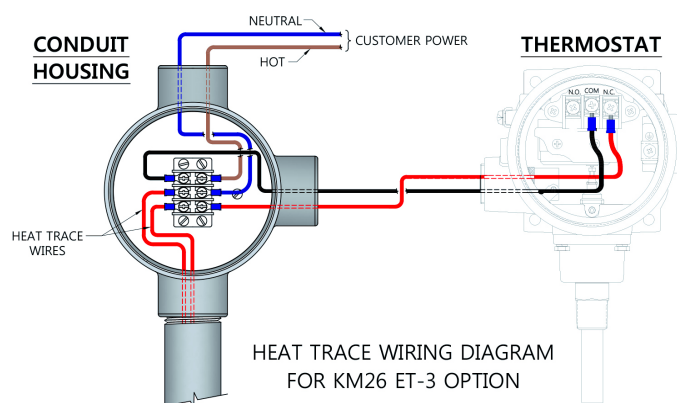 NEUTRAL
CUSTOMER POWER
HOT
CONDUIT
HOUSING
THERMOSTAT
N.O. COM N.C.
HEAT TRACE
WIRES
HEAT TRACE WIRING DIAGRAM
FOR KM26 ET-3 OPTION